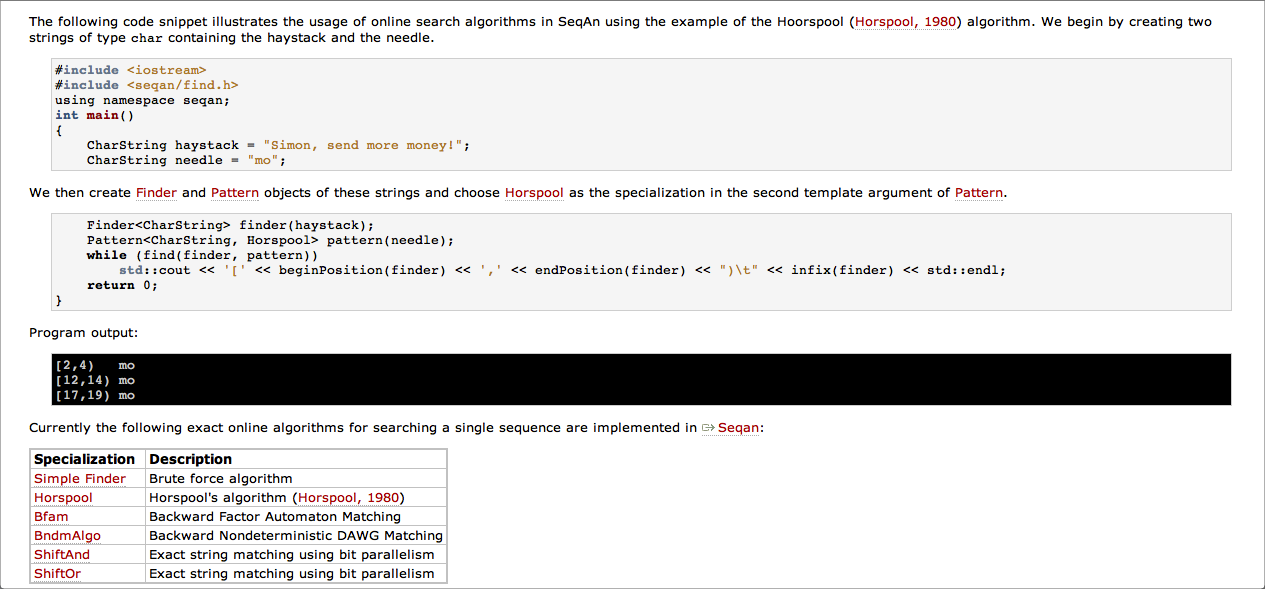 The following code snippet illustrates the usage of online search algorithms in SeqAn using the example of the Hoorspool (Horspool, 1980) algorithm. We begin by creating two
strings of type char containing the haystack and the needle.
#include <iostream>
#include <seqan/find.h>
using namespace seqan;
int main()
{
    CharString haystack = "Simon, send more money!";
    CharString needle = "mo";
We then create Finder and Pattern objects of these strings and choose Horspool as the specialization in the second template argument of Pattern.
    Finder<CharString> finder(haystack);
    Pattern<CharString, Horspool> pattern(needle);
    while (find(finder, pattern))
        std::cout << '[' << beginPosition(finder) << ',' << endPosition(finder) << ")\t" << infix(finder) << std::endl;
    return 0;
}
Program output:
[2,4)   mo
[12,14) mo
[17,19) mo
Currently the following exact online algorithms for searching a single sequence are implemented in Seqan:
Specialization Description
Simple Finder Brute force algorithm
Horspool Horspool's algorithm (Horspool, 1980)
Bfam Backward Factor Automaton Matching
BndmAlgo Backward Nondeterministic DAWG Matching
ShiftAnd Exact string matching using bit parallelism
ShiftOr Exact string matching using bit parallelism